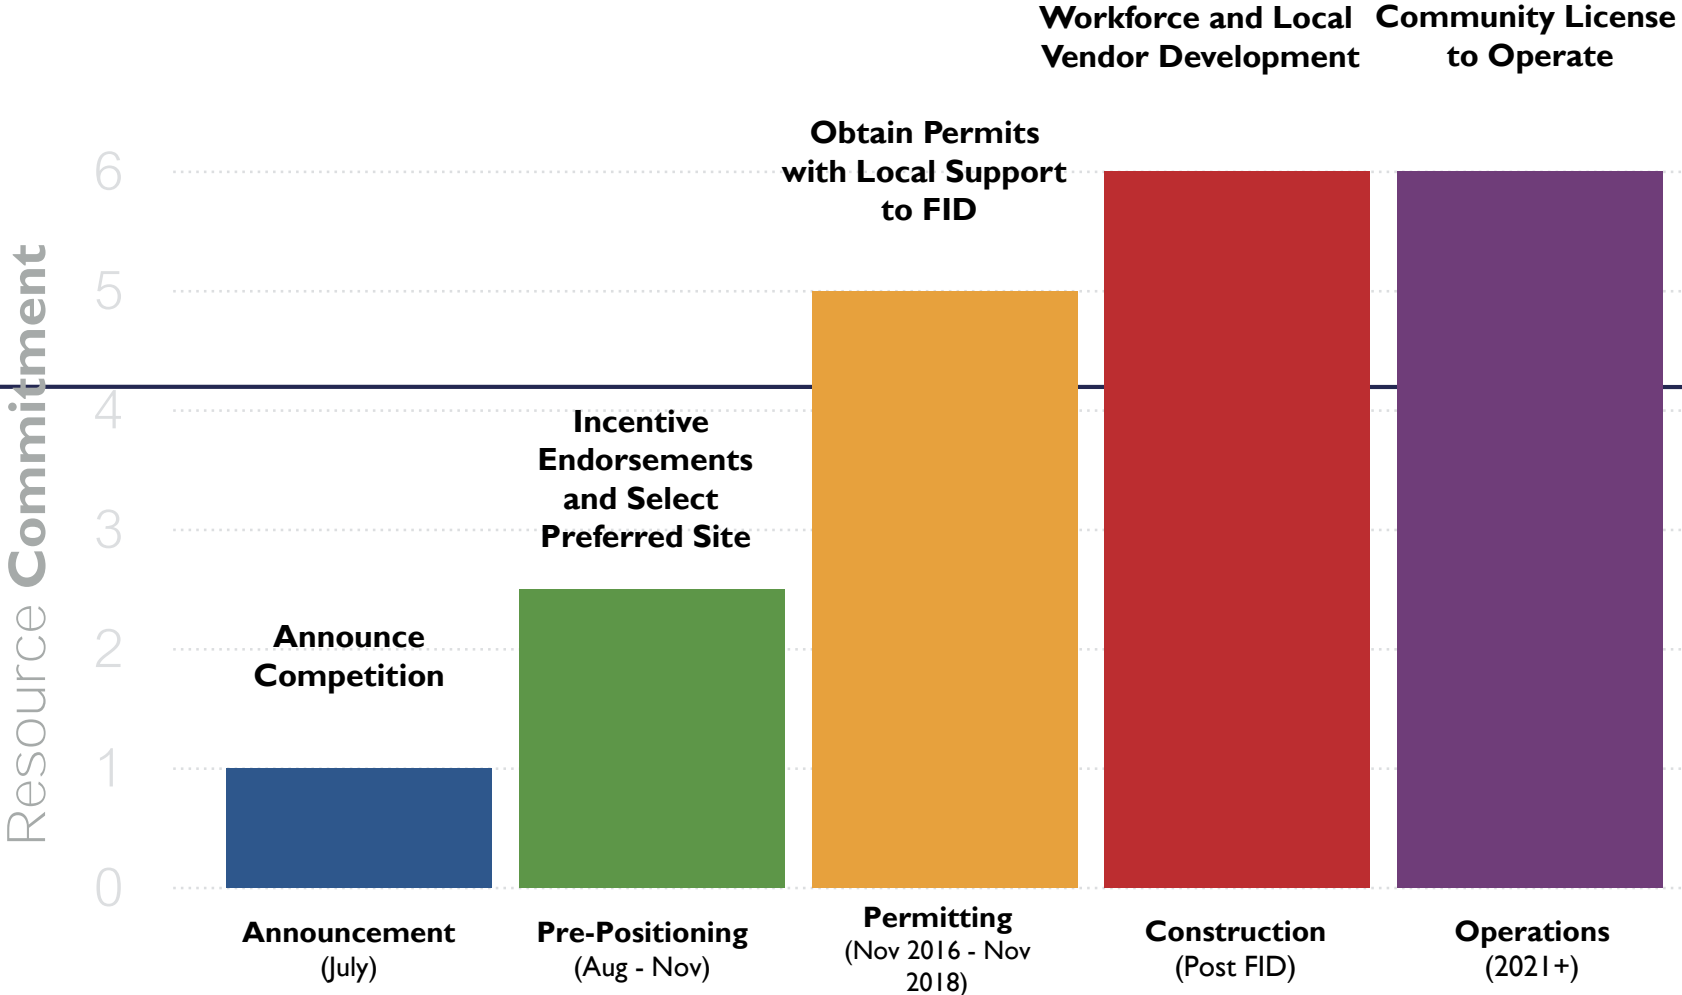 Workforce and Local
Vendor Development
Community License
to Operate
Obtain Permits
with Local Support
to FID
Incentive
Endorsements
and Select
Preferred Site
Announce
Competition
Resource Commitment
6
5
4
3
2
1
0
Announcement
(July)
Pre-Positioning
(Aug - Nov)
Permitting
(Nov 2016 - Nov
2018)
Construction
(Post FID)
Operations
(2021+)